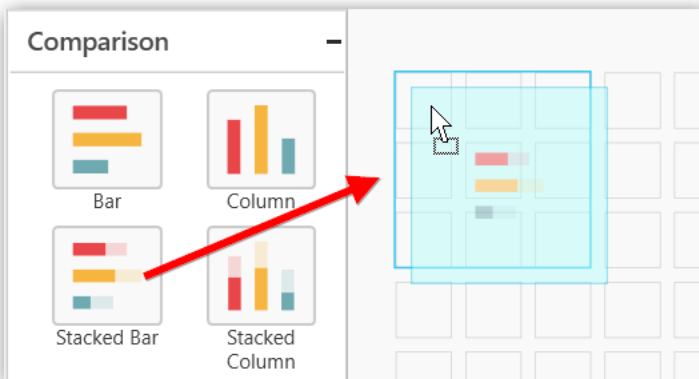 Comparison
Bar
Column
Stacked Bar
Stacked
Column